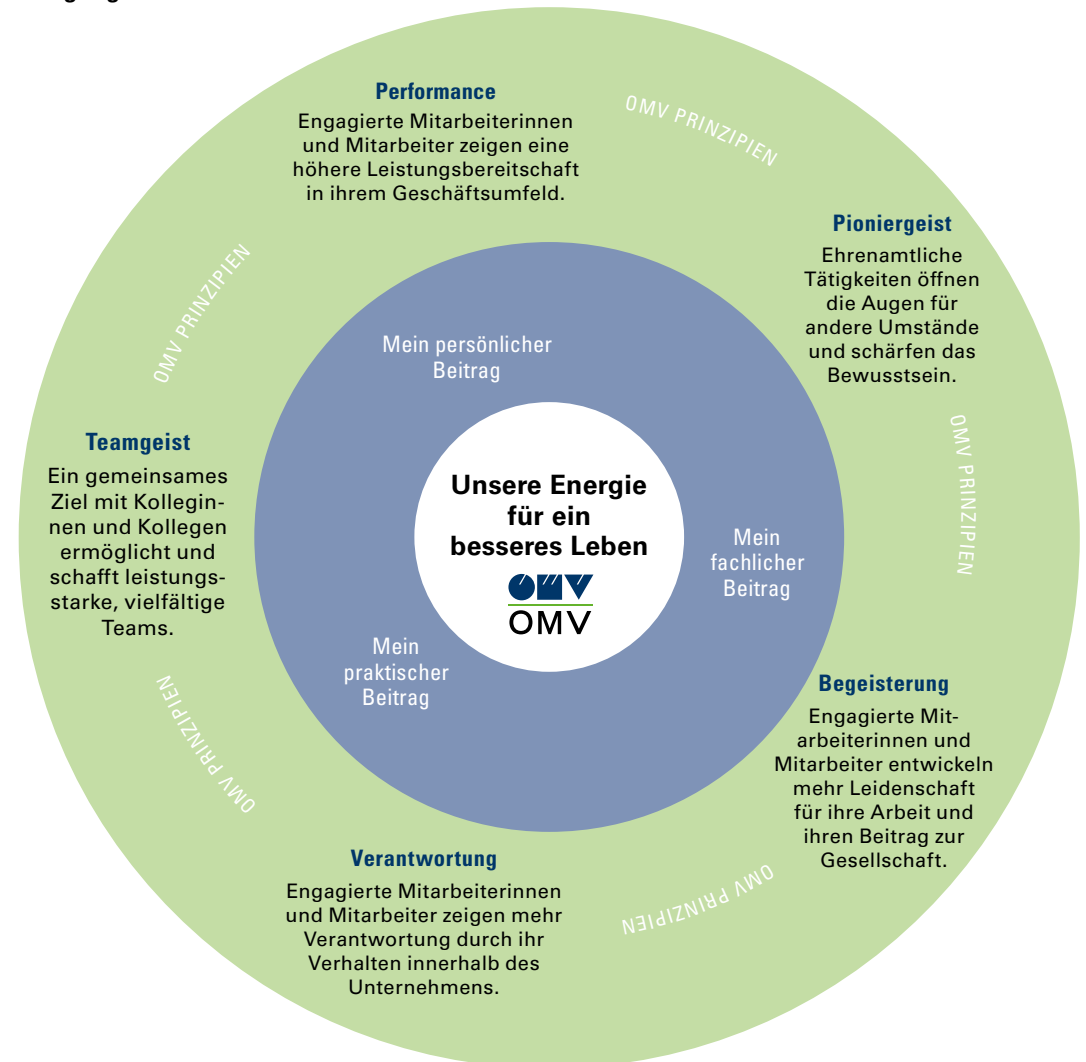 Performance
Engagierte Mitarbeiterinnen
und Mitarbeiter zeigen eine
höhere Leistungsbereitschaft
in ihrem Geschäftsumfeld.
OMV PRINZIPIEN
Pioniergeist
Ehrenamtliche
Tätigkeiten öffnen
die Augen für
andere Umstände
und schärfen das
Bewusstsein.
OMV PRINZIPIEN
Begeisterung
Engagierte Mit-
arbeiterinnen und
Mitarbeiter entwickeln
mehr Leidenschaft
für ihre Arbeit und
ihren Beitrag zur
Gesellschaft.
OMV PRINZIPIEN
Verantwortung
Engagierte Mitarbeiterinnen
und Mitarbeiter zeigen mehr
Verantwortung durch ihr
Verhalten innerhalb des
Unternehmens.
OMV PRINZIPIEN
Teamgeist
Ein gemeinsames
Ziel mit Kollegin-
nen und Kollegen
ermöglicht und
schafft leistungs-
starke, vielfältige
Teams.
OMV PRINZIPIEN
Mein persönlicher
Beitrag
Mein
fachlicher
Beitrag
Mein
praktischer
Beitrag
Unsere Energie
für ein
besseres Leben
OMV
OMV